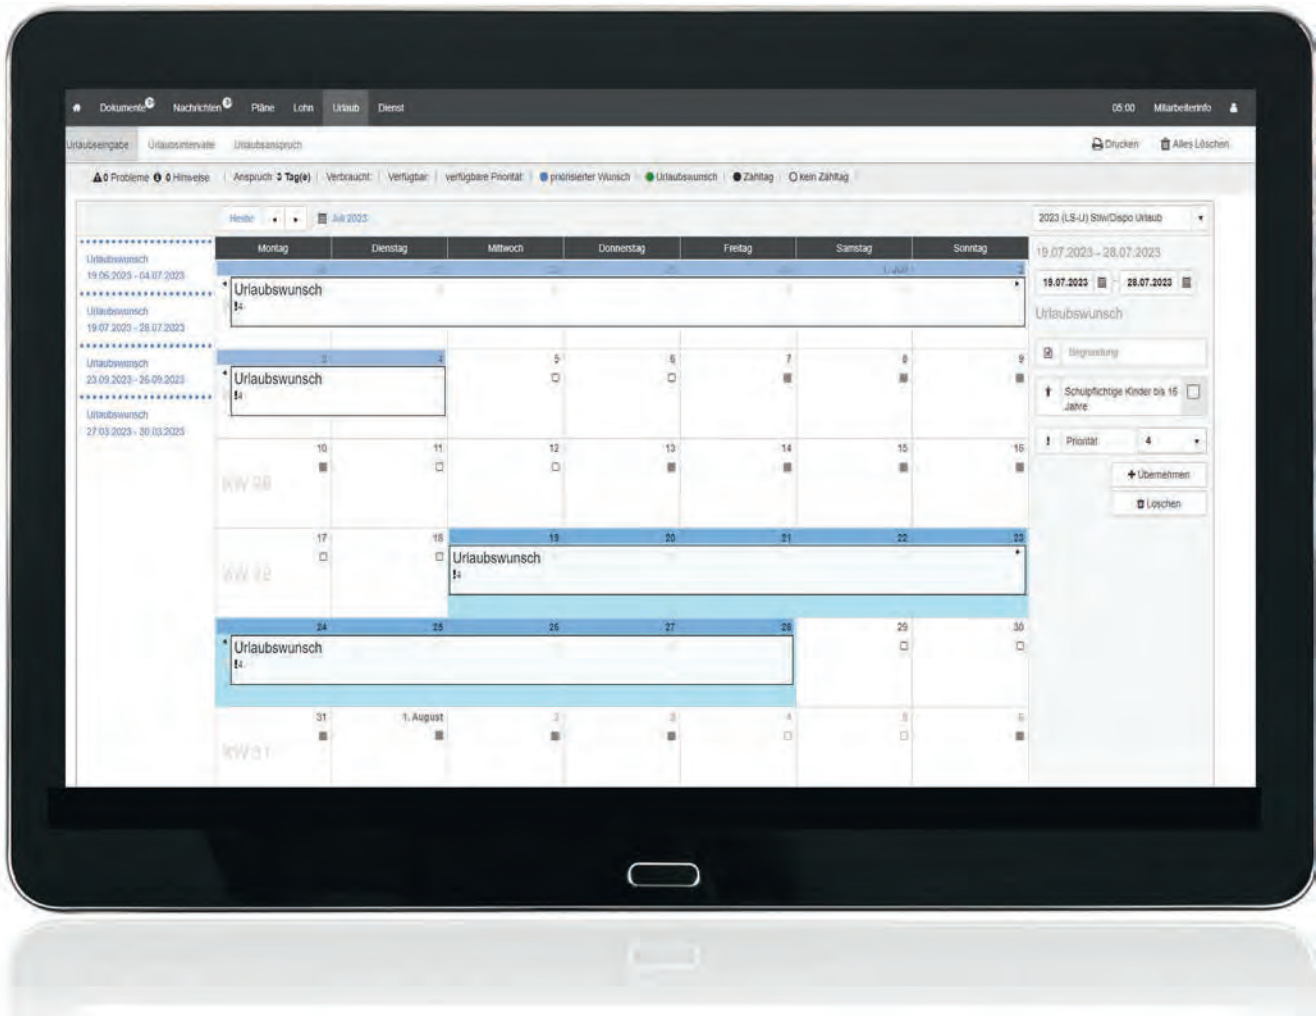 Dokumente Nachrichten Pläne Lohn Urlaub Dienst 05:00 Mitarbeiterinfo
Urlaubseingabe Urlaubsintervalle Urlaubsanspruch Drucken Alles Löschen
0 Probleme 0 Hinweise Anspruch: 3 Tag(e) Verbraucht: Verfügbar: verfügbare Priorität: priorisierter Wunsch Urlaubswunsch Zähltag kein Zähltag
Heute Juli 2023
Montag Dienstag Mittwoch Donnerstag Freitag Samstag Sonntag
Urlaubswunsch
19.06.2023 - 04.07.2023
Urlaubswunsch
19.07.2023 - 28.07.2023
Urlaubswunsch
23.09.2023 - 26.09.2023
Urlaubswunsch
27.03.2023 - 30.03.2023
1. Juli 2
Urlaubswunsch
!4
3 4 5 6 7 8 9
Urlaubswunsch
!4
10 11 12 13 14 15 16
KW 28
17 18 19 20 21 22 23
KW 29
Urlaubswunsch
!4
24 25 26 27 28 29 30
Urlaubswunsch
!4
31 1. August 2 3 4 5 6
KW 31
2023 (LS-U) Stw/Dispo Urlaub
19.07.2023 - 28.07.2023
19.07.2023 - 28.07.2023
Urlaubswunsch
Begründung
Schulpflichtige Kinder bis 16
Jahre
! Priorität 4
Übernehmen
Löschen